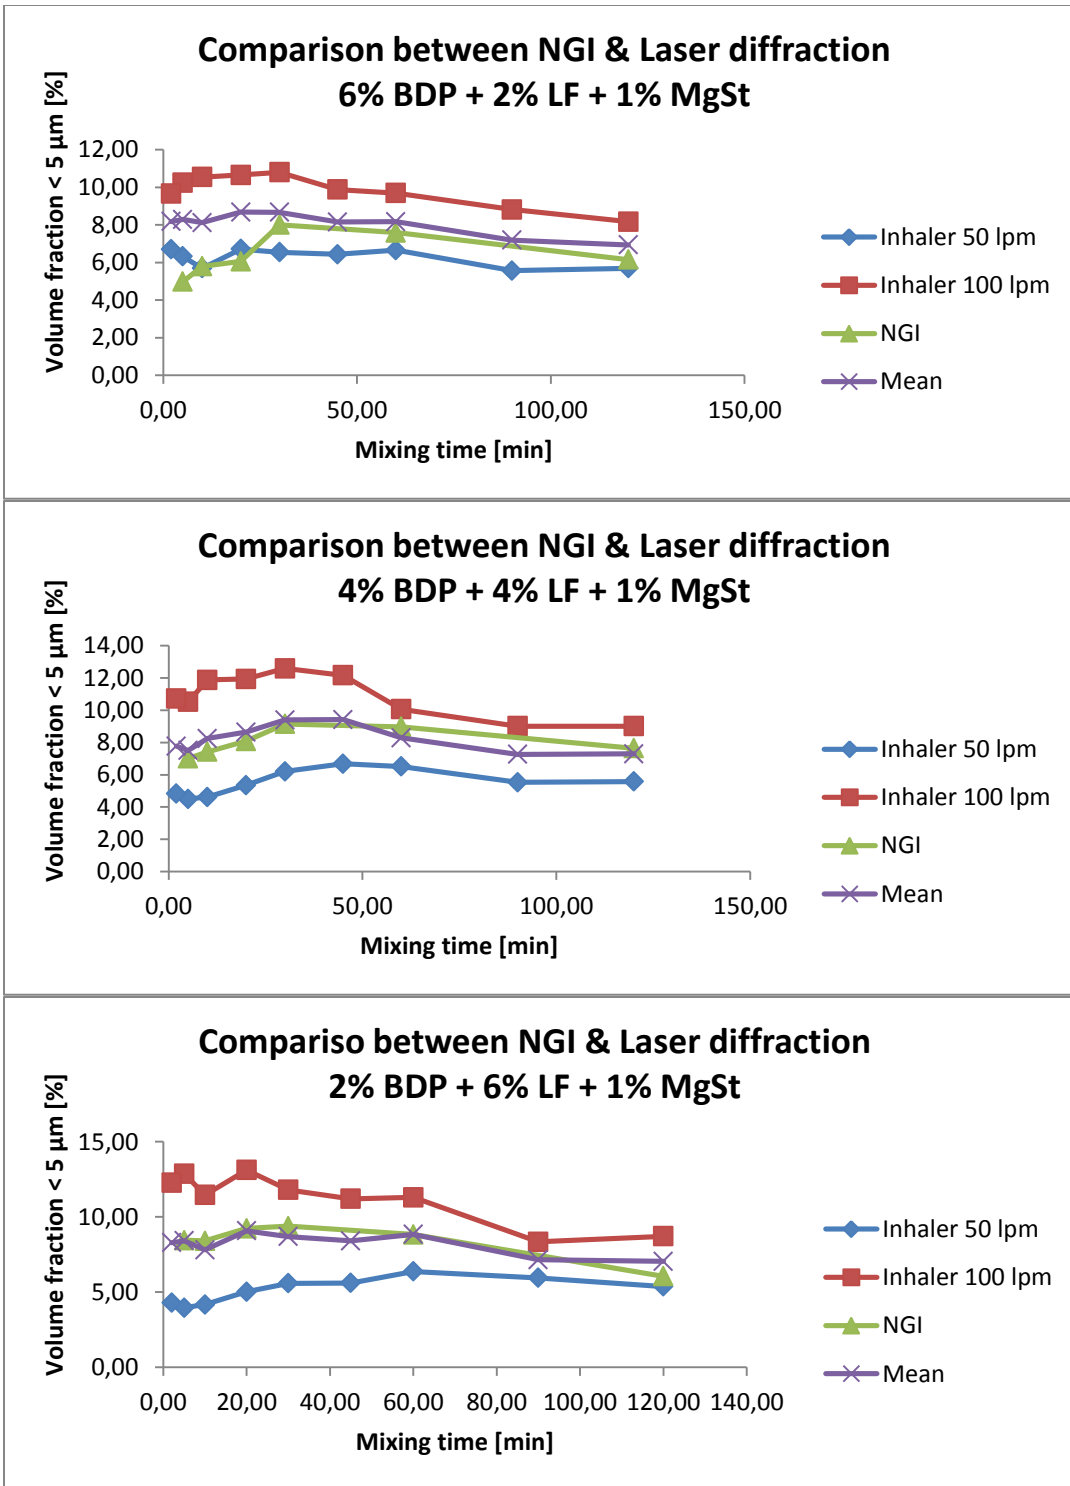 Comparison between NGI & Laser diffraction
6% BDP + 2% LF + 1% MgSt
Volume fraction < 5 µm [%]
12,00
10,00
8,00
6,00
4,00
2,00
0,00
0,00 50,00 100,00 150,00
Mixing time [min]
Inhaler 50 lpm
Inhaler 100 lpm
NGI
Mean
Comparison between NGI & Laser diffraction
4% BDP + 4% LF + 1% MgSt
Volume fraction < 5 µm [%]
14,00
12,00
10,00
8,00
6,00
4,00
2,00
0,00
0,00 50,00 100,00 150,00
Mixing time [min]
Inhaler 50 lpm
Inhaler 100 lpm
NGI
Mean
Compariso between NGI & Laser diffraction
2% BDP + 6% LF + 1% MgSt
Volume fraction < 5 µm [%]
15,00
10,00
5,00
0,00
0,00 20,00 40,00 60,00 80,00 100,00 120,00 140,00
Mixing time [min]
Inhaler 50 lpm
Inhaler 100 lpm
NGI
Mean